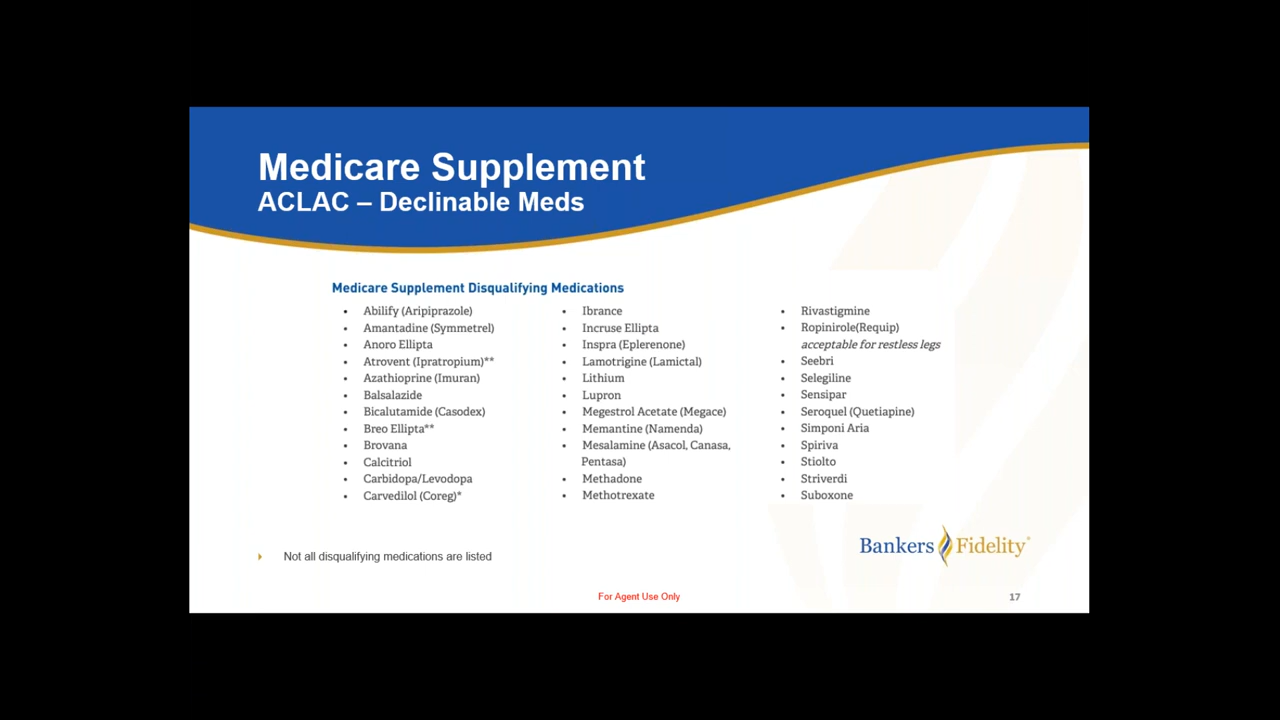 Medicare Supplement
ACLAC – Declinable Meds
Medicare Supplement Disqualifying Medications
• Abilify (Aripiprazole)
• Amantadine (Symmetrel)
• Anoro Ellipta
• Atrovent (Ipratropium)**
• Azathioprine (Imuran)
• Balsalazide
• Bicalutamide (Casodex)
• Breo Ellipta**
• Brovana
• Calcitriol
• Carbidopa/Levodopa
• Carvedilol (Coreg)*
• Ibrance
• Incruse Ellipta
• Inspra (Eplerenone)
• Lamotrigine (Lamictal)
• Lithium
• Lupron
• Megestrol Acetate (Megace)
• Memantine (Namenda)
• Mesalamine (Asacol, Canasa,
Pentasa)
• Methadone
• Methotrexate
• Rivastigmine
• Ropinirole(Requip)
acceptable for restless legs
• Seebri
• Selegiline
• Sensipar
• Seroquel (Quetiapine)
• Simponi Aria
• Spiriva
• Stiolto
• Striverdi
• Suboxone
Not all disqualifying medications are listed
Bankers Fidelity®
For Agent Use Only
17